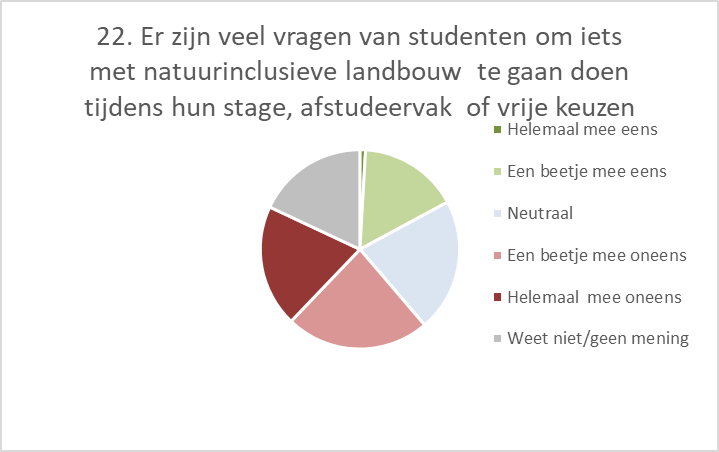 22. Er zijn veel vragen van studenten om iets
met natuurinclusieve landbouw  te gaan doen
tijdens hun stage, afstudeervak  of vrije keuzen
Helemaal mee eens
Een beetje mee eens
Neutraal
Een beetje mee oneens
Helemaal  mee oneens
Weet niet/geen mening